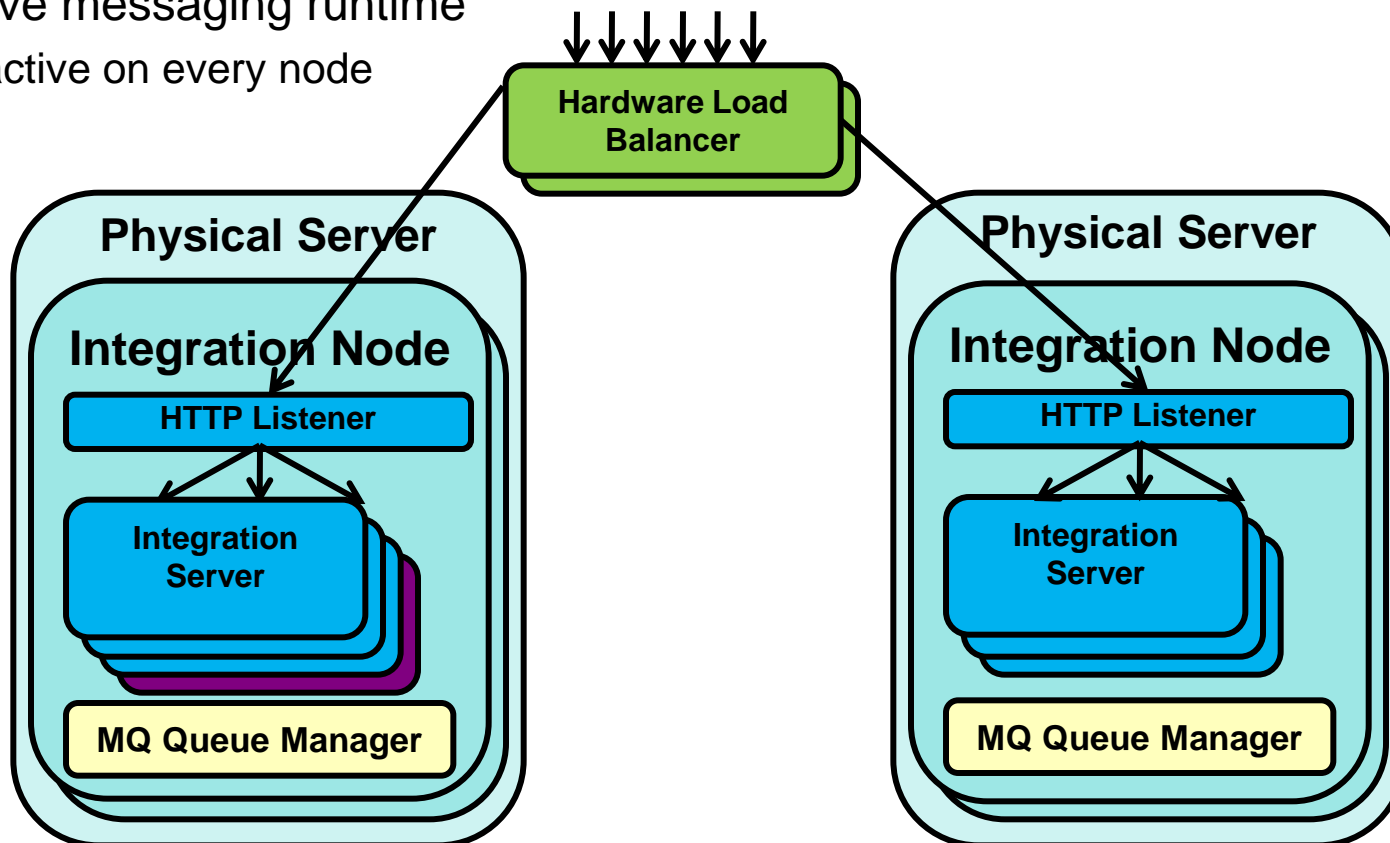 ve messaging runtime
active on every node
Hardware Load
Balancer
Physical Server
Integration Node
HTTP Listener
Integration
Server
MQ Queue Manager
Physical Server
Integration Node
HTTP Listener
Integration
Server
MQ Queue Manager